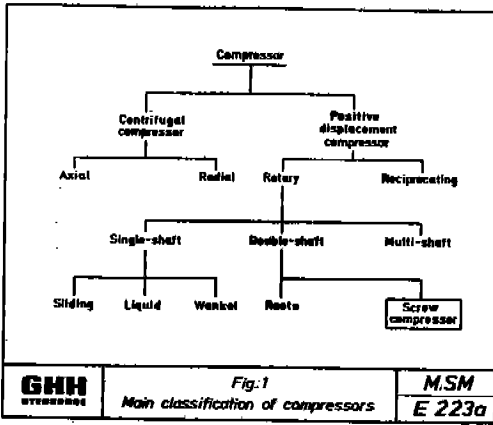 Compressor
Centrifugal
compressor
Positive
displacement
compressor
Axial
Radial
Rotary
Reciprocating
Single-shaft
Double-shaft
Multi-shaft
Sliding
Liquid
Wankel
Roots
Screw
compressor
GHH
STERKRADE
Fig.:1
Main classification of compressors
M.SM
E 223a